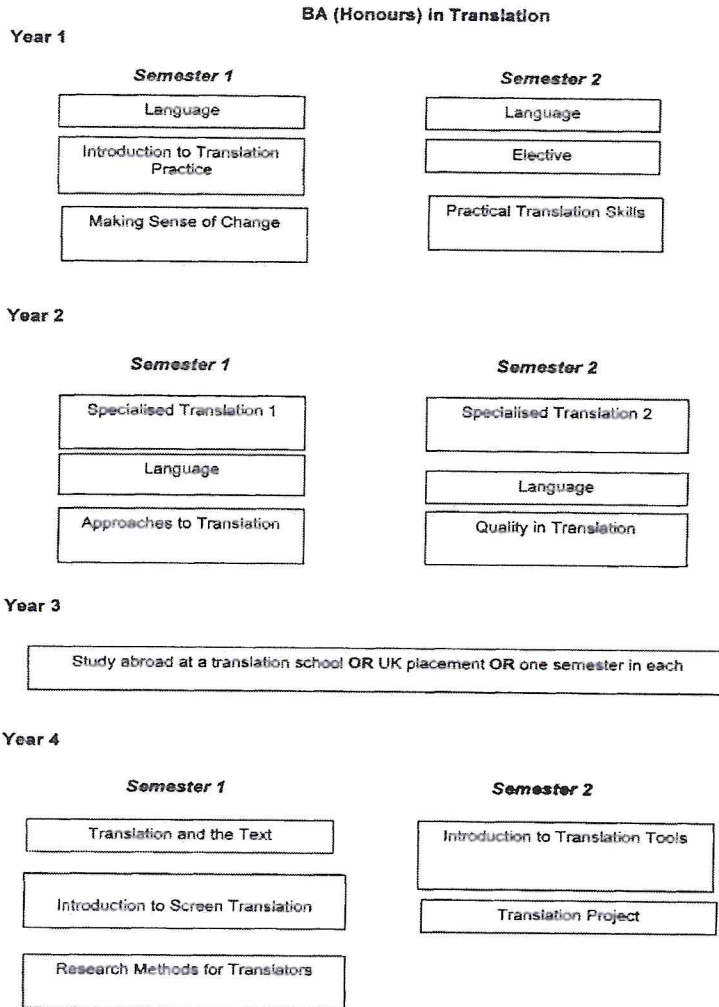 BA (Honours) in Translation
Year 1
Semester 1
Semester 2
Language
Language
Introduction to Translation
Practice
Elective
Making Sense of Change
Practical Translation Skills
Year 2
Semester 1
Semester 2
Specialised Translation 1
Specialised Translation 2
Language
Language
Approaches to Translation
Quality in Translation
Year 3
Study abroad at a translation school OR UK placement OR one semester in each
Year 4
Semester 1
Semester 2
Translation and the Text
Introduction to Translation Tools
Introduction to Screen Translation
Translation Project
Research Methods for Translators